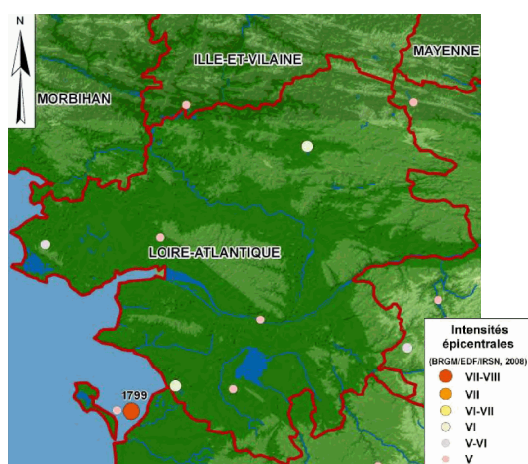 N
ILLE-ET-VILAINE
MAYENNE
MORBIHAN
LOIRE-ATLANTIQUE
1799
Intensités
épicentrales
(BRGM/EDF/IRSN, 2008)
VII-VIII
VII
VI-VII
VI
V-VI
V